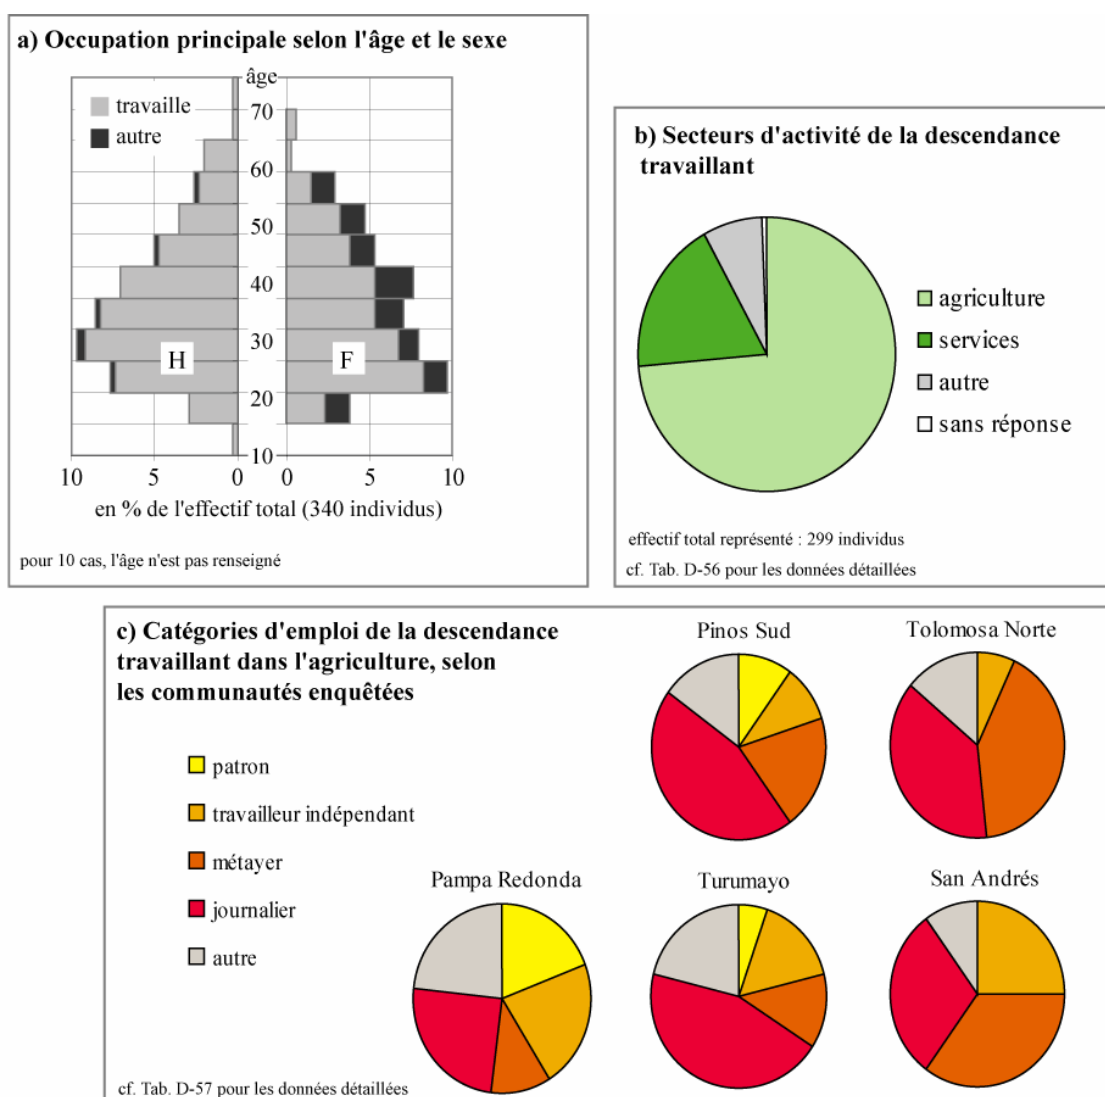 a) Occupation principale selon l'âge et le sexe
âge
travaille
autre
70
60
50
40
30
20
10
H
F
10
5
0
0
5
10
en % de l'effectif total (340 individus)
pour 10 cas, l'âge n'est pas renseigné
b) Secteurs d'activité de la descendance
travaillant
agriculture
services
autre
sans réponse
effectif total représenté : 299 individus
cf. Tab. D-56 pour les données détaillées
c) Catégories d'emploi de la descendance
travaillant dans l'agriculture, selon
les communautés enquêtées
patron
travailleur indépendant
métayer
journalier
autre
Pinos Sud
Tolomosa Norte
Pampa Redonda
Turumayo
San Andrés
cf. Tab. D-57 pour les données détaillées